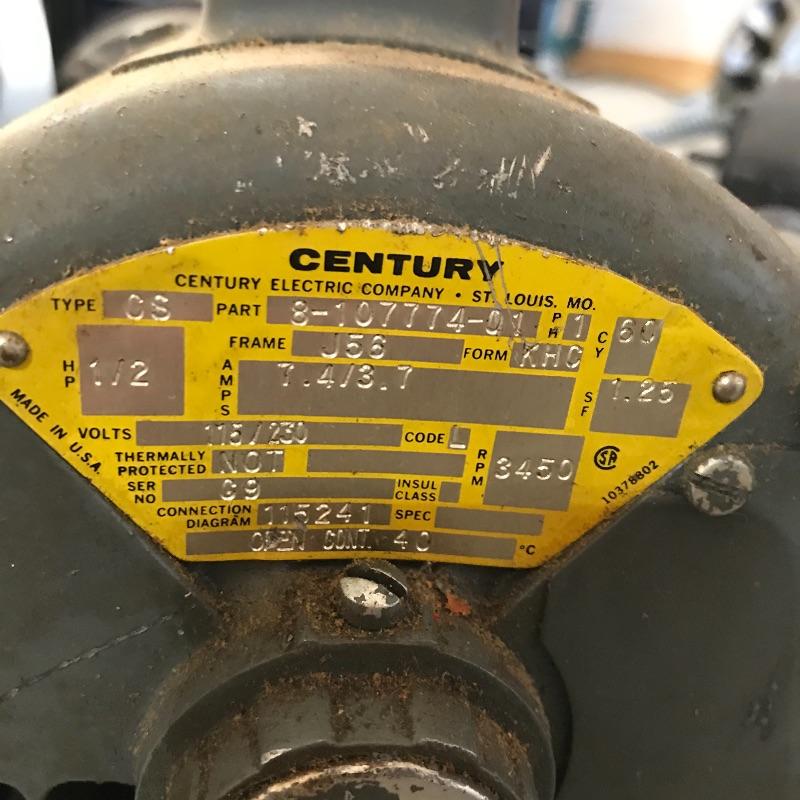 CENTURY
CENTURY ELECTRIC COMPANY • ST. LOUIS, MO.
TYPE CS PART 8-107774-01 PH 1 CY 60
FRAME J56 FORM KHC
HP 1/2 AMPS 7.4/3.7 SF 1.25
VOLTS 115/230 CODE L RPM 3450
THERMALLY PROTECTED NOT
SER NO G9 INSUL CLASS
CONNECTION DIAGRAM 115241 SPEC
OPEN CONT. 40 °C
MADE IN U.S.A.
SA
10378802